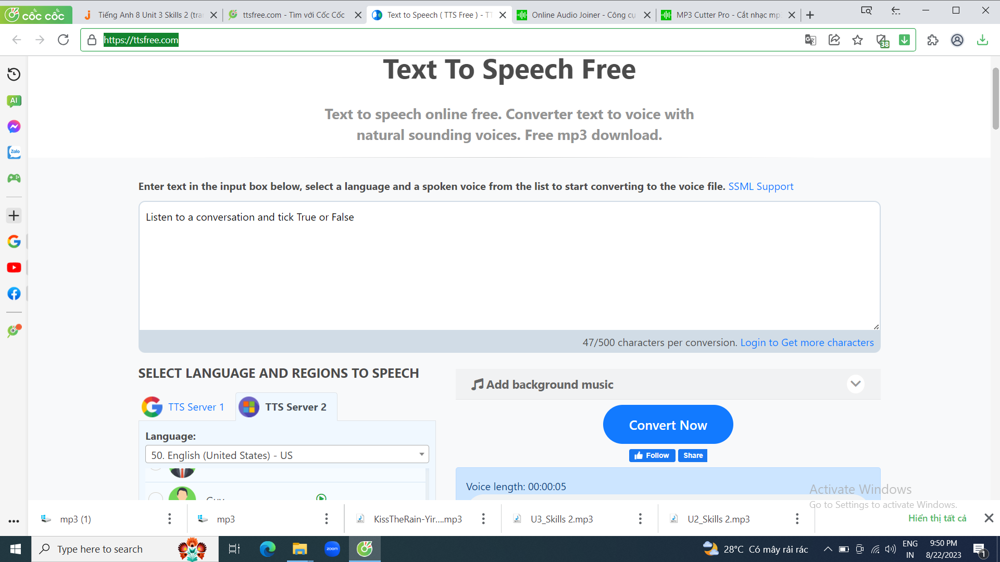 cốc cốc
Tiếng Anh 8 Unit 3 Skills 2 (tra
ttsfree.com - Tìm với Cốc Cốc
Text to Speech ( TTS Free ) - TT
Online Audio Joiner - Công cụ
MP3 Cutter Pro - Cắt nhạc mp
https://ttsfree.com
38
AI
Zalo
Text To Speech Free
Text to speech online free. Converter text to voice with
natural sounding voices. Free mp3 download.
Enter text in the input box below, select a language and a spoken voice from the list to start converting to the voice file. SSML Support
Listen to a conversation and tick True or False
47/500 characters per conversion. Login to Get more characters
SELECT LANGUAGE AND REGIONS TO SPEECH
Add background music
TTS Server 1
TTS Server 2
Convert Now
Language:
50. English (United States) - US
Follow
Share
Voice length: 00:00:05
Guy
Activate Windows
Go to Settings to activate Windows.
mp3 (1)
mp3
KissTheRain-Yir....mp3
U3_Skills 2.mp3
U2_Skills 2.mp3
Hiển thị tất cả
Type here to search
zoom
28°C Có mây rải rác
ENG
IN
9:50 PM
8/22/2023
1